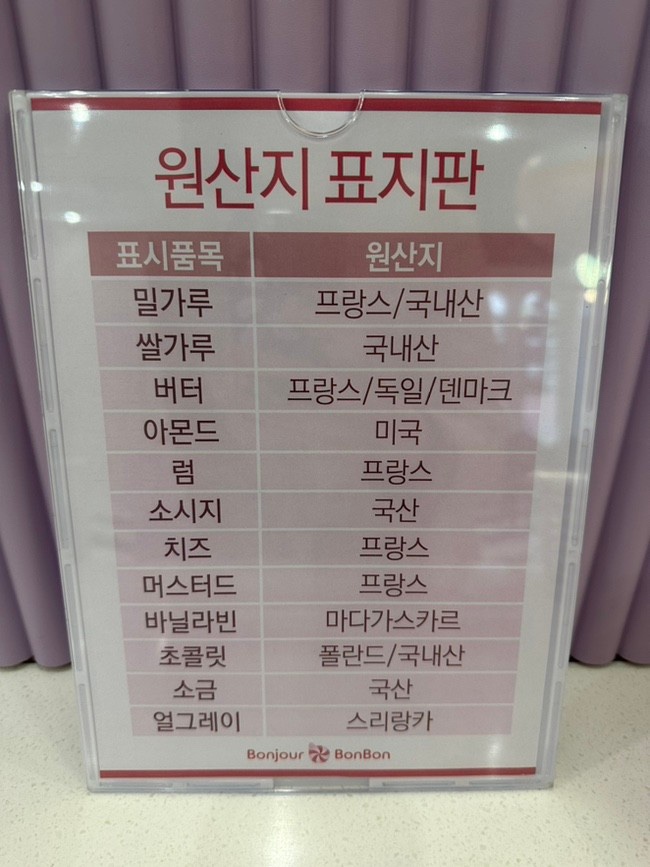 원산지 표지판
표시품목 원산지
밀가루 프랑스/국내산
쌀가루 국내산
버터 프랑스/독일/덴마크
아몬드 미국
럼 프랑스
소시지 국산
치즈 프랑스
머스터드 프랑스
바닐라빈 마다가스카르
초콜릿 폴란드/국내산
소금 국산
얼그레이 스리랑카
Bonjour BonBon